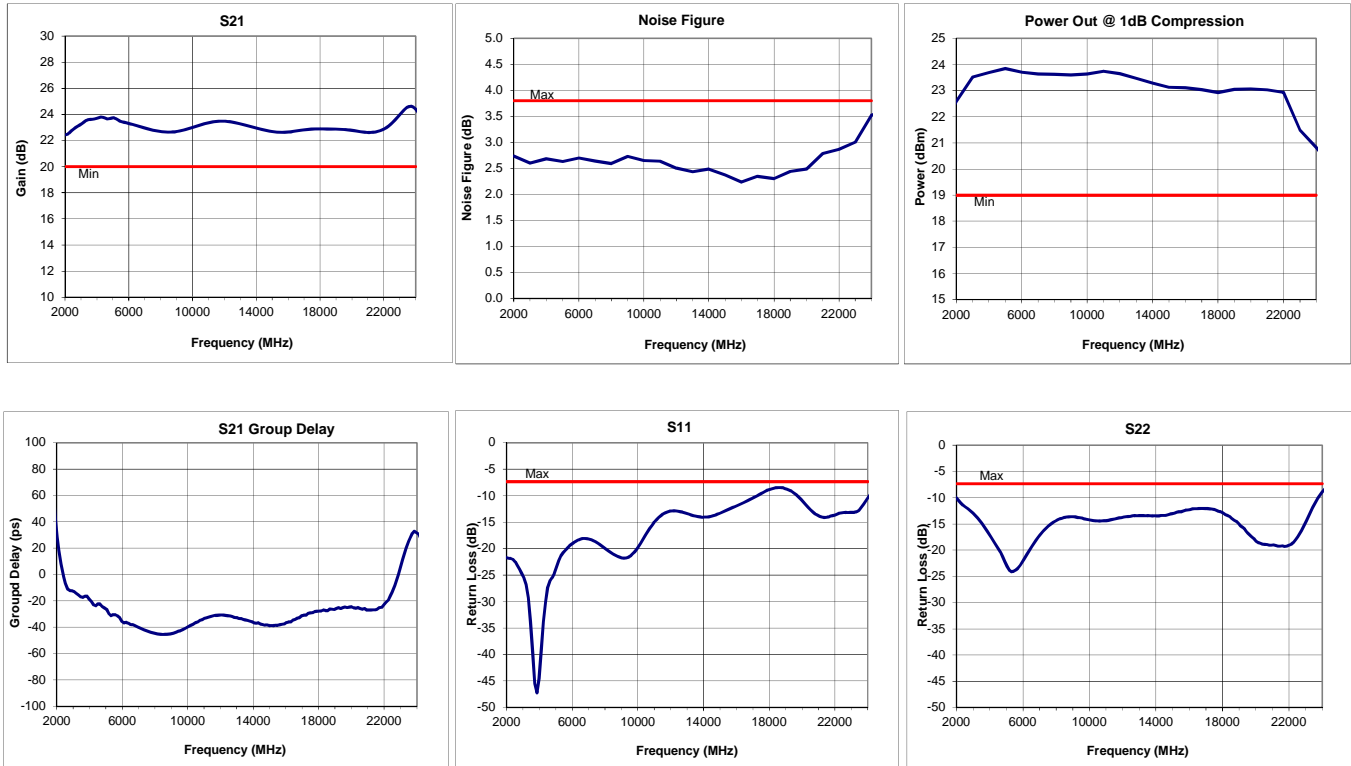 S21
30
28
26
24
22
20
18
16
14
12
10
Gain (dB)
Min
2000 6000 10000 14000 18000 22000
Frequency (MHz)
Noise Figure
5.0
4.5
4.0
3.5
3.0
2.5
2.0
1.5
1.0
0.5
0.0
Noise Figure (dB)
Max
2000 6000 10000 14000 18000 22000
Frequency (MHz)
Power Out @ 1dB Compression
25
24
23
22
21
20
19
18
17
16
15
Power (dBm)
Min
2000 6000 10000 14000 18000 22000
Frequency (MHz)
S21 Group Delay
100
80
60
40
20
0
-20
-40
-60
-80
-100
Groupd Delay (ps)
2000 6000 10000 14000 18000 22000
Frequency (MHz)
S11
0
-5
-10
-15
-20
-25
-30
-35
-40
-45
-50
Return Loss (dB)
Max
2000 6000 10000 14000 18000 22000
Frequency (MHz)
S22
0
-5
-10
-15
-20
-25
-30
-35
-40
-45
-50
Return Loss (dB)
Max
2000 6000 10000 14000 18000 22000
Frequency (MHz)